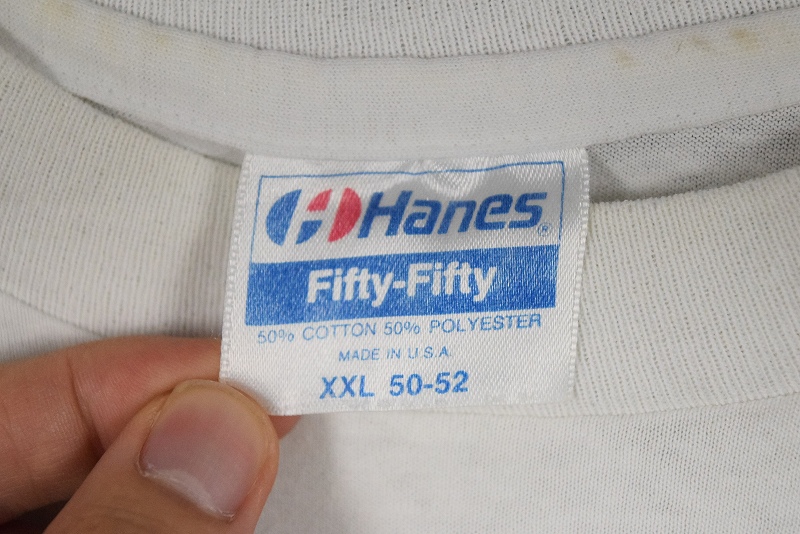 Hanes®
Fifty-Fifty
50% COTTON 50% POLYESTER
MADE IN U.S.A.
XXL 50-52